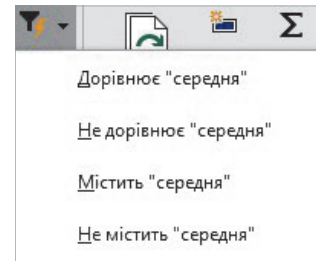 Σ
Дорівнює "середня"
Не дорівнює "середня"
Містить "середня"
Не містить "середня"